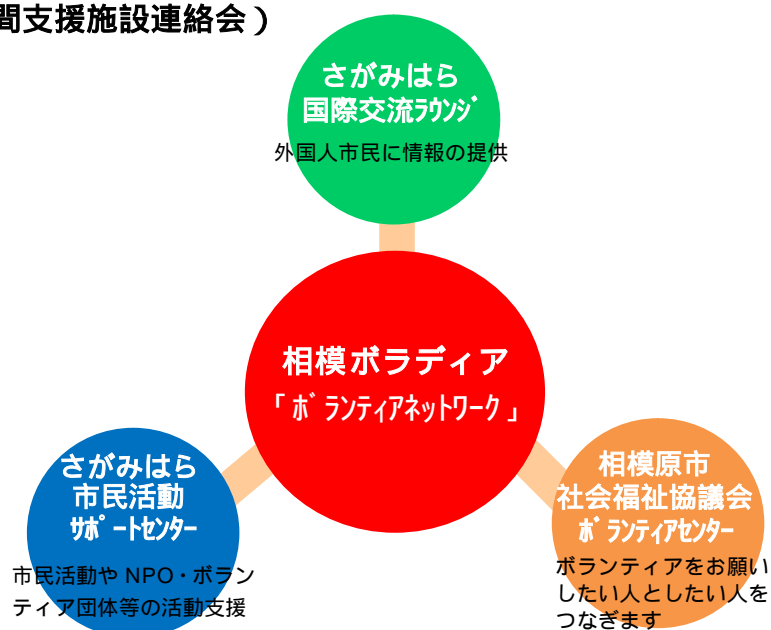 間支援施設連絡会）
さがみはら
国際交流ﾗｳﾝｼﾞ
外国人市民に情報の提供
相模ボラディア
「ﾎﾞﾗﾝﾃｨｱﾈｯﾄﾜｰｸ」
さがみはら
市民活動
ｻﾎﾟｰﾄｾﾝﾀｰ
市民活動や NPO・ボラン
ティア団体等の活動支援
相模原市
社会福祉協議会
ﾎﾞﾗﾝﾃｨｱｾﾝﾀｰ
ボランティアをお願い
したい人としたい人を
つなぎます